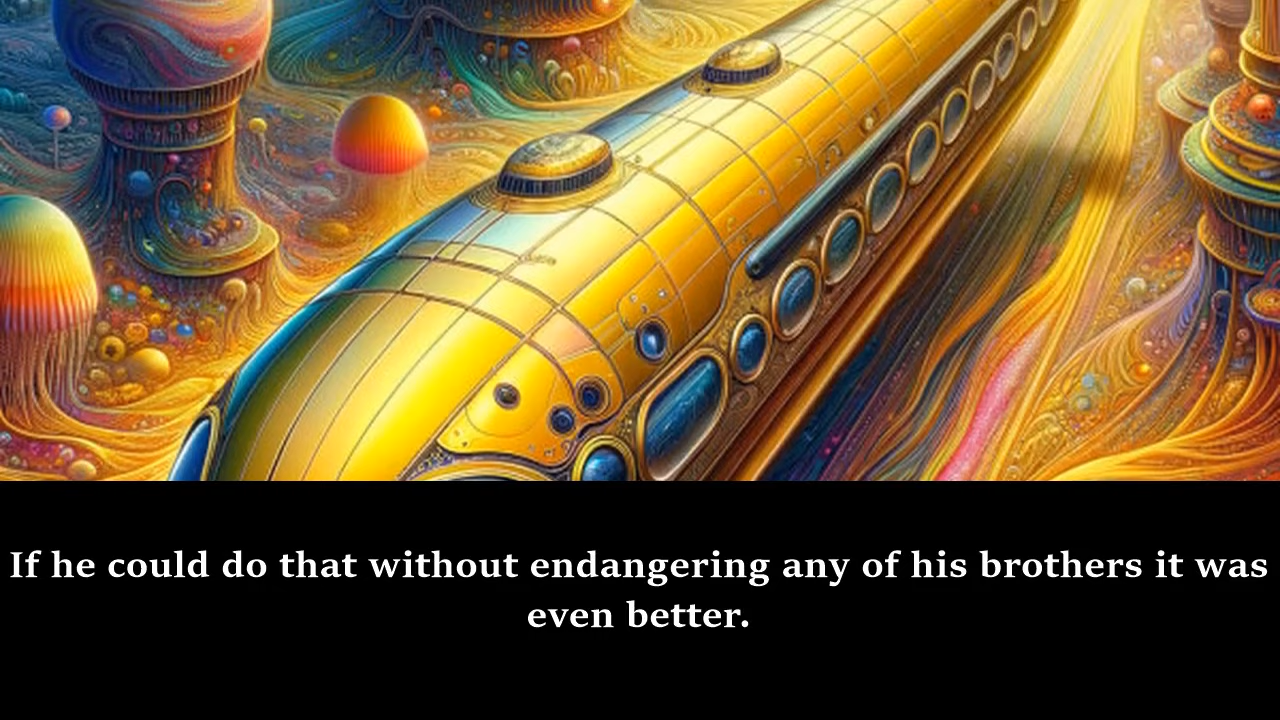 If he could do that without endangering any of his brothers it was
even better.